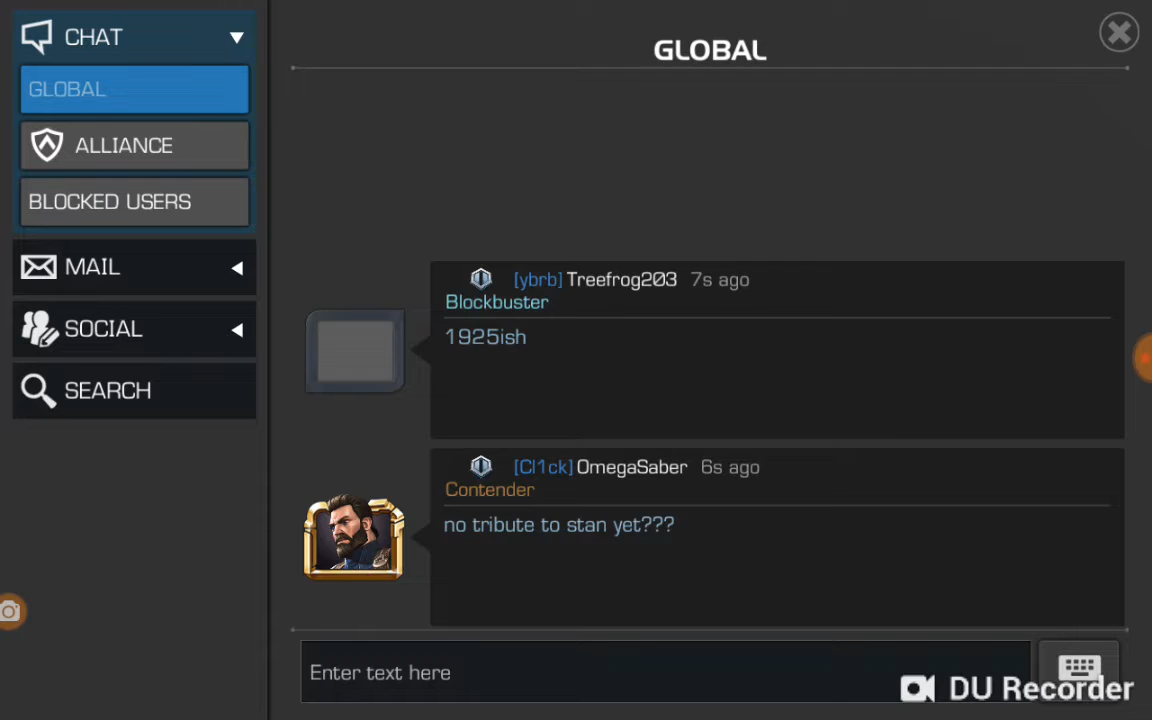 CHAT
GLOBAL
ALLIANCE
BLOCKED USERS
MAIL
SOCIAL
SEARCH
GLOBAL
[ybrb] Treefrog203 7s ago
Blockbuster
1925ish
[Cl1ck] OmegaSaber 6s ago
Contender
no tribute to stan yet???
Enter text here
DU Recorder